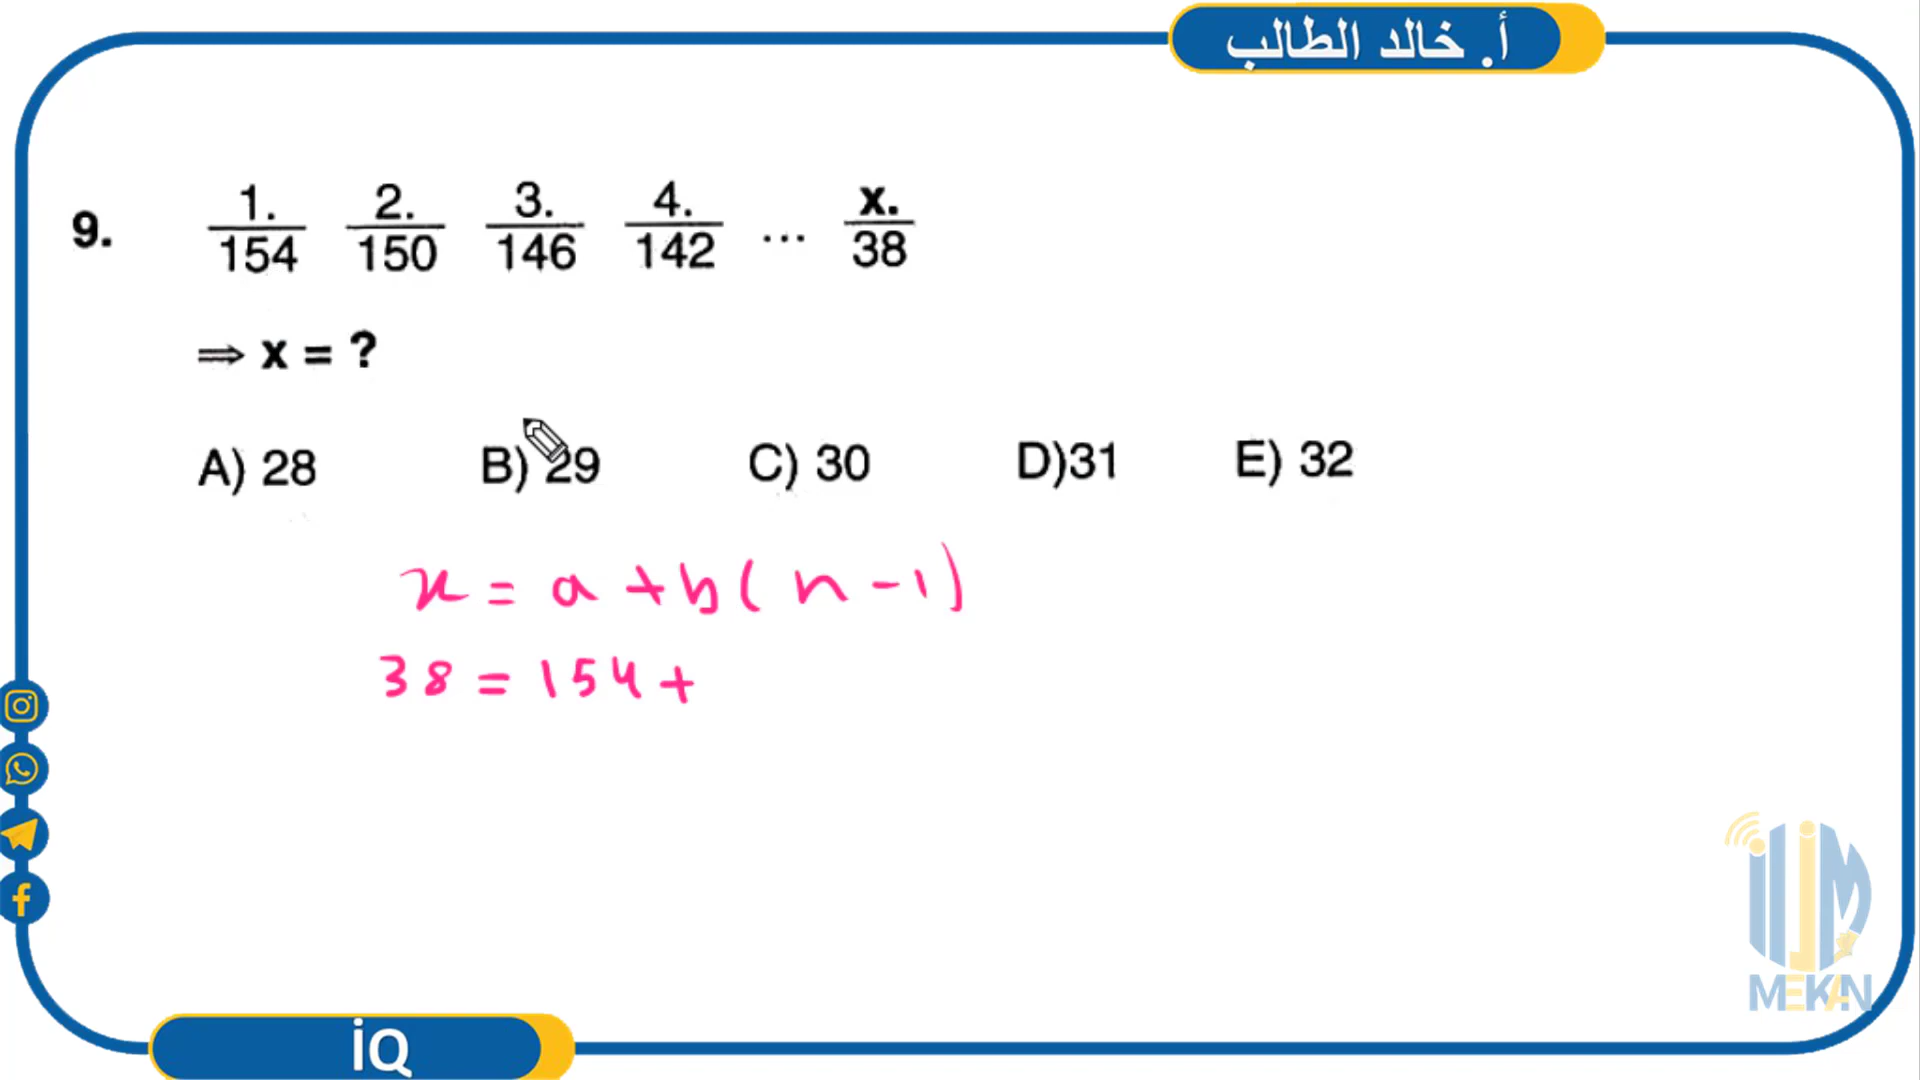 أ. خالد الطالب
9. 1./154 2./150 3./146 4./142 ... x./38
⇒ x = ?
A) 28 B) 29 C) 30 D)31 E) 32
x = a + b ( n - 1 )
38 = 154 +
MEKAN
İQ